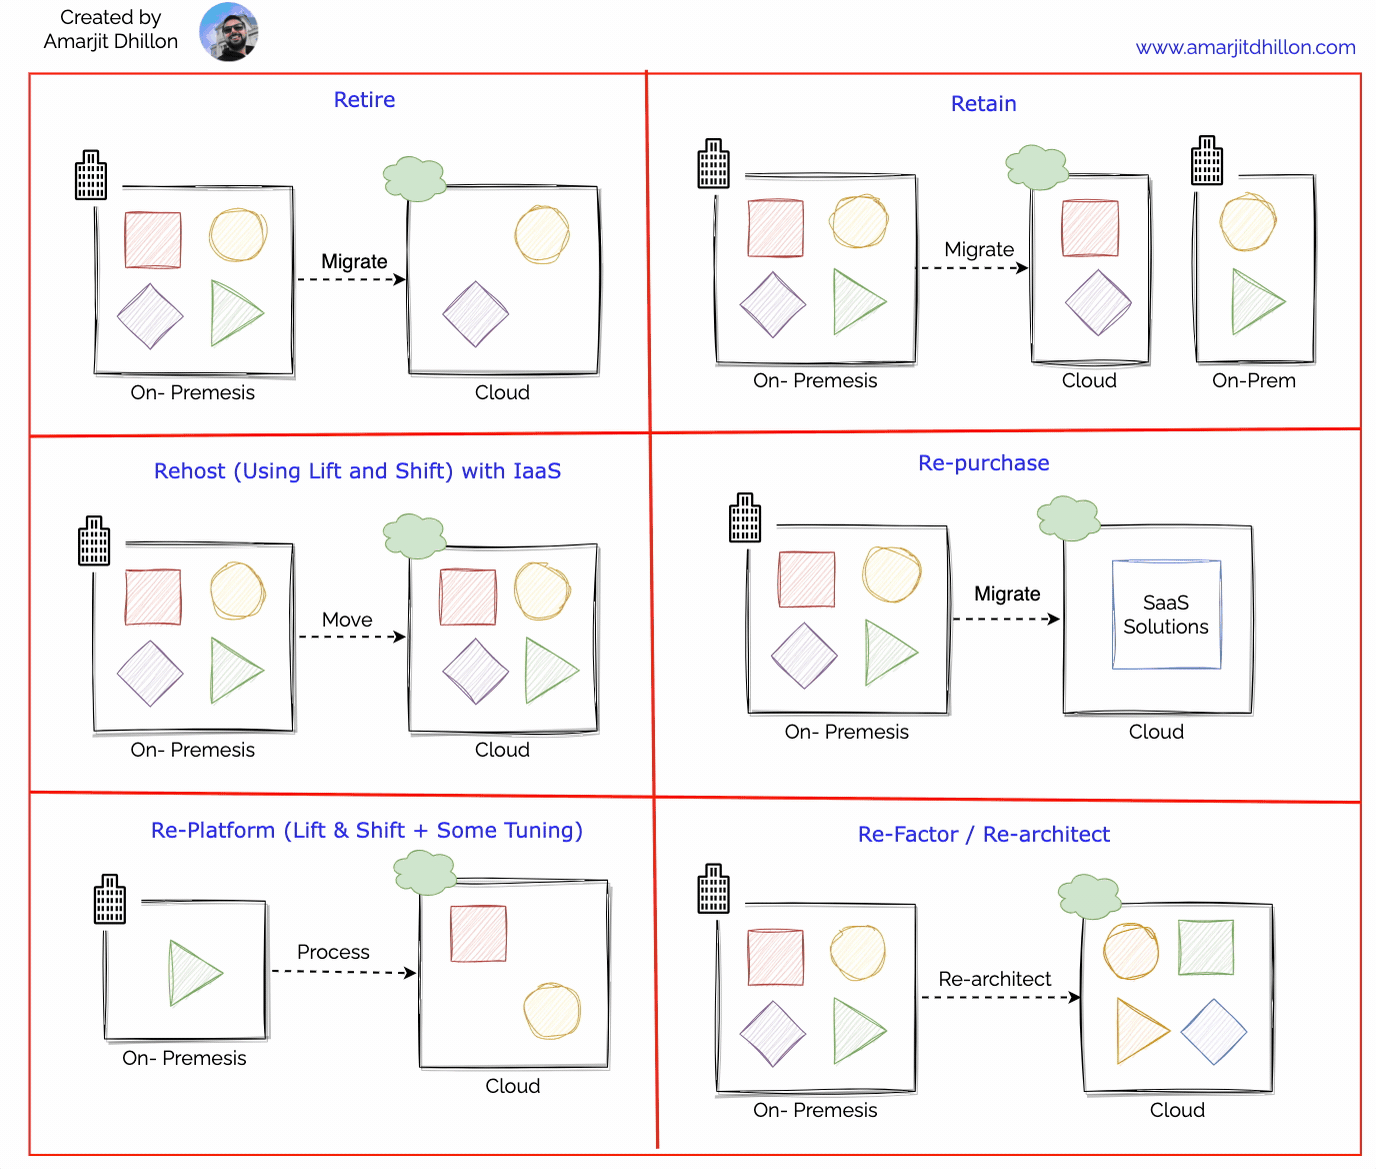 Created by
Amarjit Dhillon
www.amarjitdhillon.com
Retire
Migrate
On- Premesis
Cloud
Retain
Migrate
On- Premesis
Cloud
On-Prem
Rehost (Using Lift and Shift) with IaaS
Move
On- Premesis
Cloud
Re-purchase
Migrate
SaaS
Solutions
On- Premesis
Cloud
Re-Platform (Lift & Shift + Some Tuning)
Process
On- Premesis
Cloud
Re-Factor / Re-architect
Re-architect
On- Premesis
Cloud